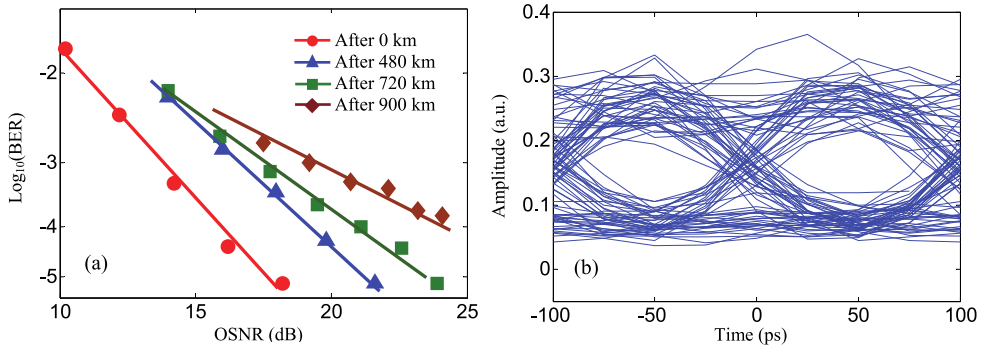 After 0 km
After 480 km
After 720 km
After 900 km
-2
-3
-4
-5
Log10(BER)
(a)
10
15
20
25
OSNR (dB)
0.4
0.3
0.2
0.1
0
Amplitude (a.u.)
(b)
-100
-50
0
50
100
Time (ps)